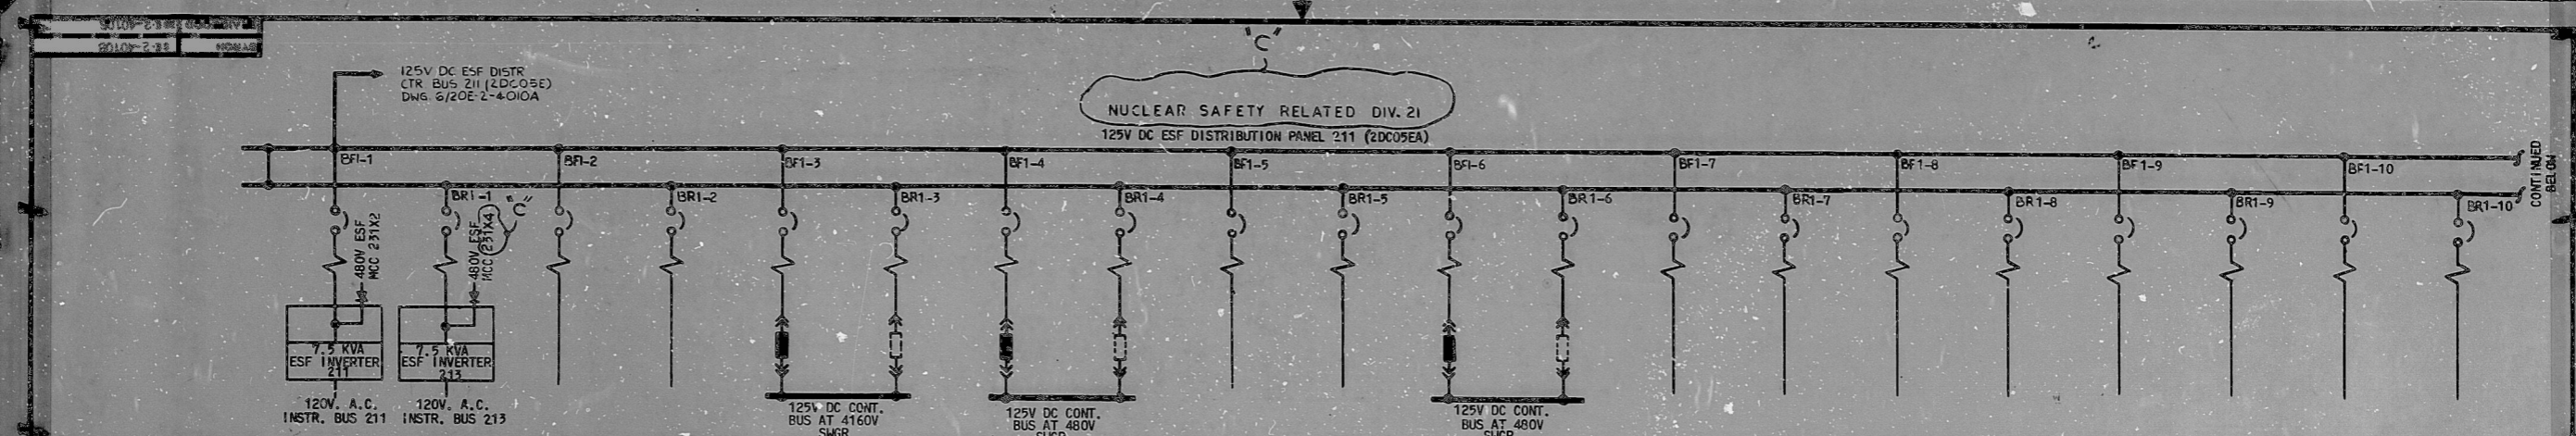 BYRON
6E-2-4010B
"C"
125V DC ESF DISTR
CTR. BUS 211 (2DC05E)
DWG. 6/20E-2-4010A
NUCLEAR SAFETY RELATED DIV. 21
125V DC ESF DISTRIBUTION PANEL 211 (2DC05EA)
BF1-1
BF1-2
BF1-3
BF1-4
BF1-5
BF1-6
BF1-7
BF1-8
BF1-9
BF1-10
CONTINUED
BELOW
BR1-1
BR1-2
BR1-3
BR1-4
BR1-5
BR1-6
BR1-7
BR1-8
BR1-9
BR1-10
"C"
480V ESF
MCC 231X2
480V ESF
MCC 231X4
7.5 KVA
ESF INVERTER
211
7.5 KVA
ESF INVERTER
213
120V. A.C.
INSTR. BUS 211
120V. A.C.
INSTR. BUS 213
125V DC CONT.
BUS AT 4160V
SWGR
125V DC CONT.
BUS AT 480V
SWGR
125V DC CONT.
BUS AT 480V
SWGR